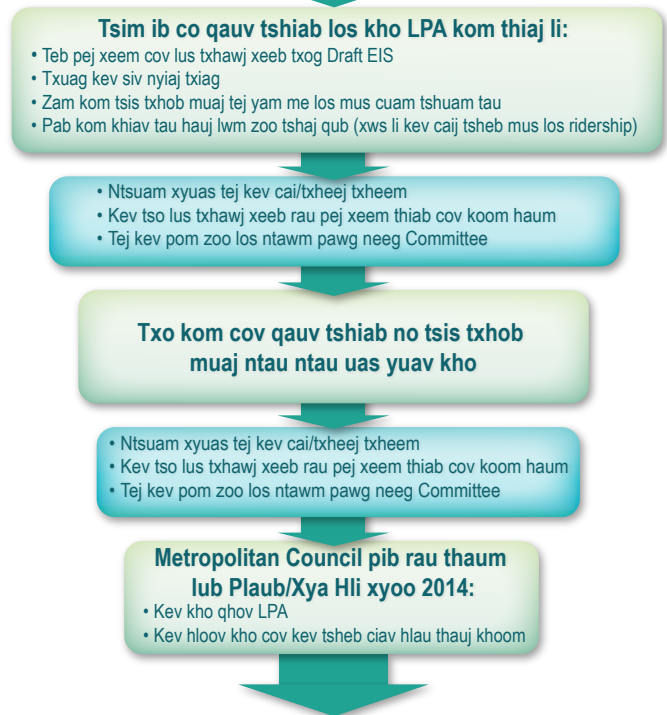 Tsim ib co qauv tshiab los kho LPA kom thiaj li:
• Teb pej xeem cov lus txhawj xeeb txog Draft EIS
• Txuag kev siv nyiaj txiag
• Zam kom tsis txhob muaj tej yam me los mus cuam tshuam tau
• Pab kom khiav tau hauj lwm zoo tshaj qub (xws li kev caij tsheb mus los ridership)
• Ntsuam xyuas tej kev cai/txheej txheem
• Kev tso lus txhawj xeeb rau pej xeem thiab cov koom haum
• Tej kev pom zoo los ntawm pawg neeg Committee
Txo kom cov qauv tshiab no tsis txhob
muaj ntau ntau uas yuav kho
• Ntsuam xyuas tej kev cai/txheej txheem
• Kev tso lus txhawj xeeb rau pej xeem thiab cov koom haum
• Tej kev pom zoo los ntawm pawg neeg Committee
Metropolitan Council pib rau thaum
lub Plaub/Xya Hli xyoo 2014:
• Kev kho qhov LPA
• Kev hloov kho cov kev tsheb ciav hlau thauj khoom